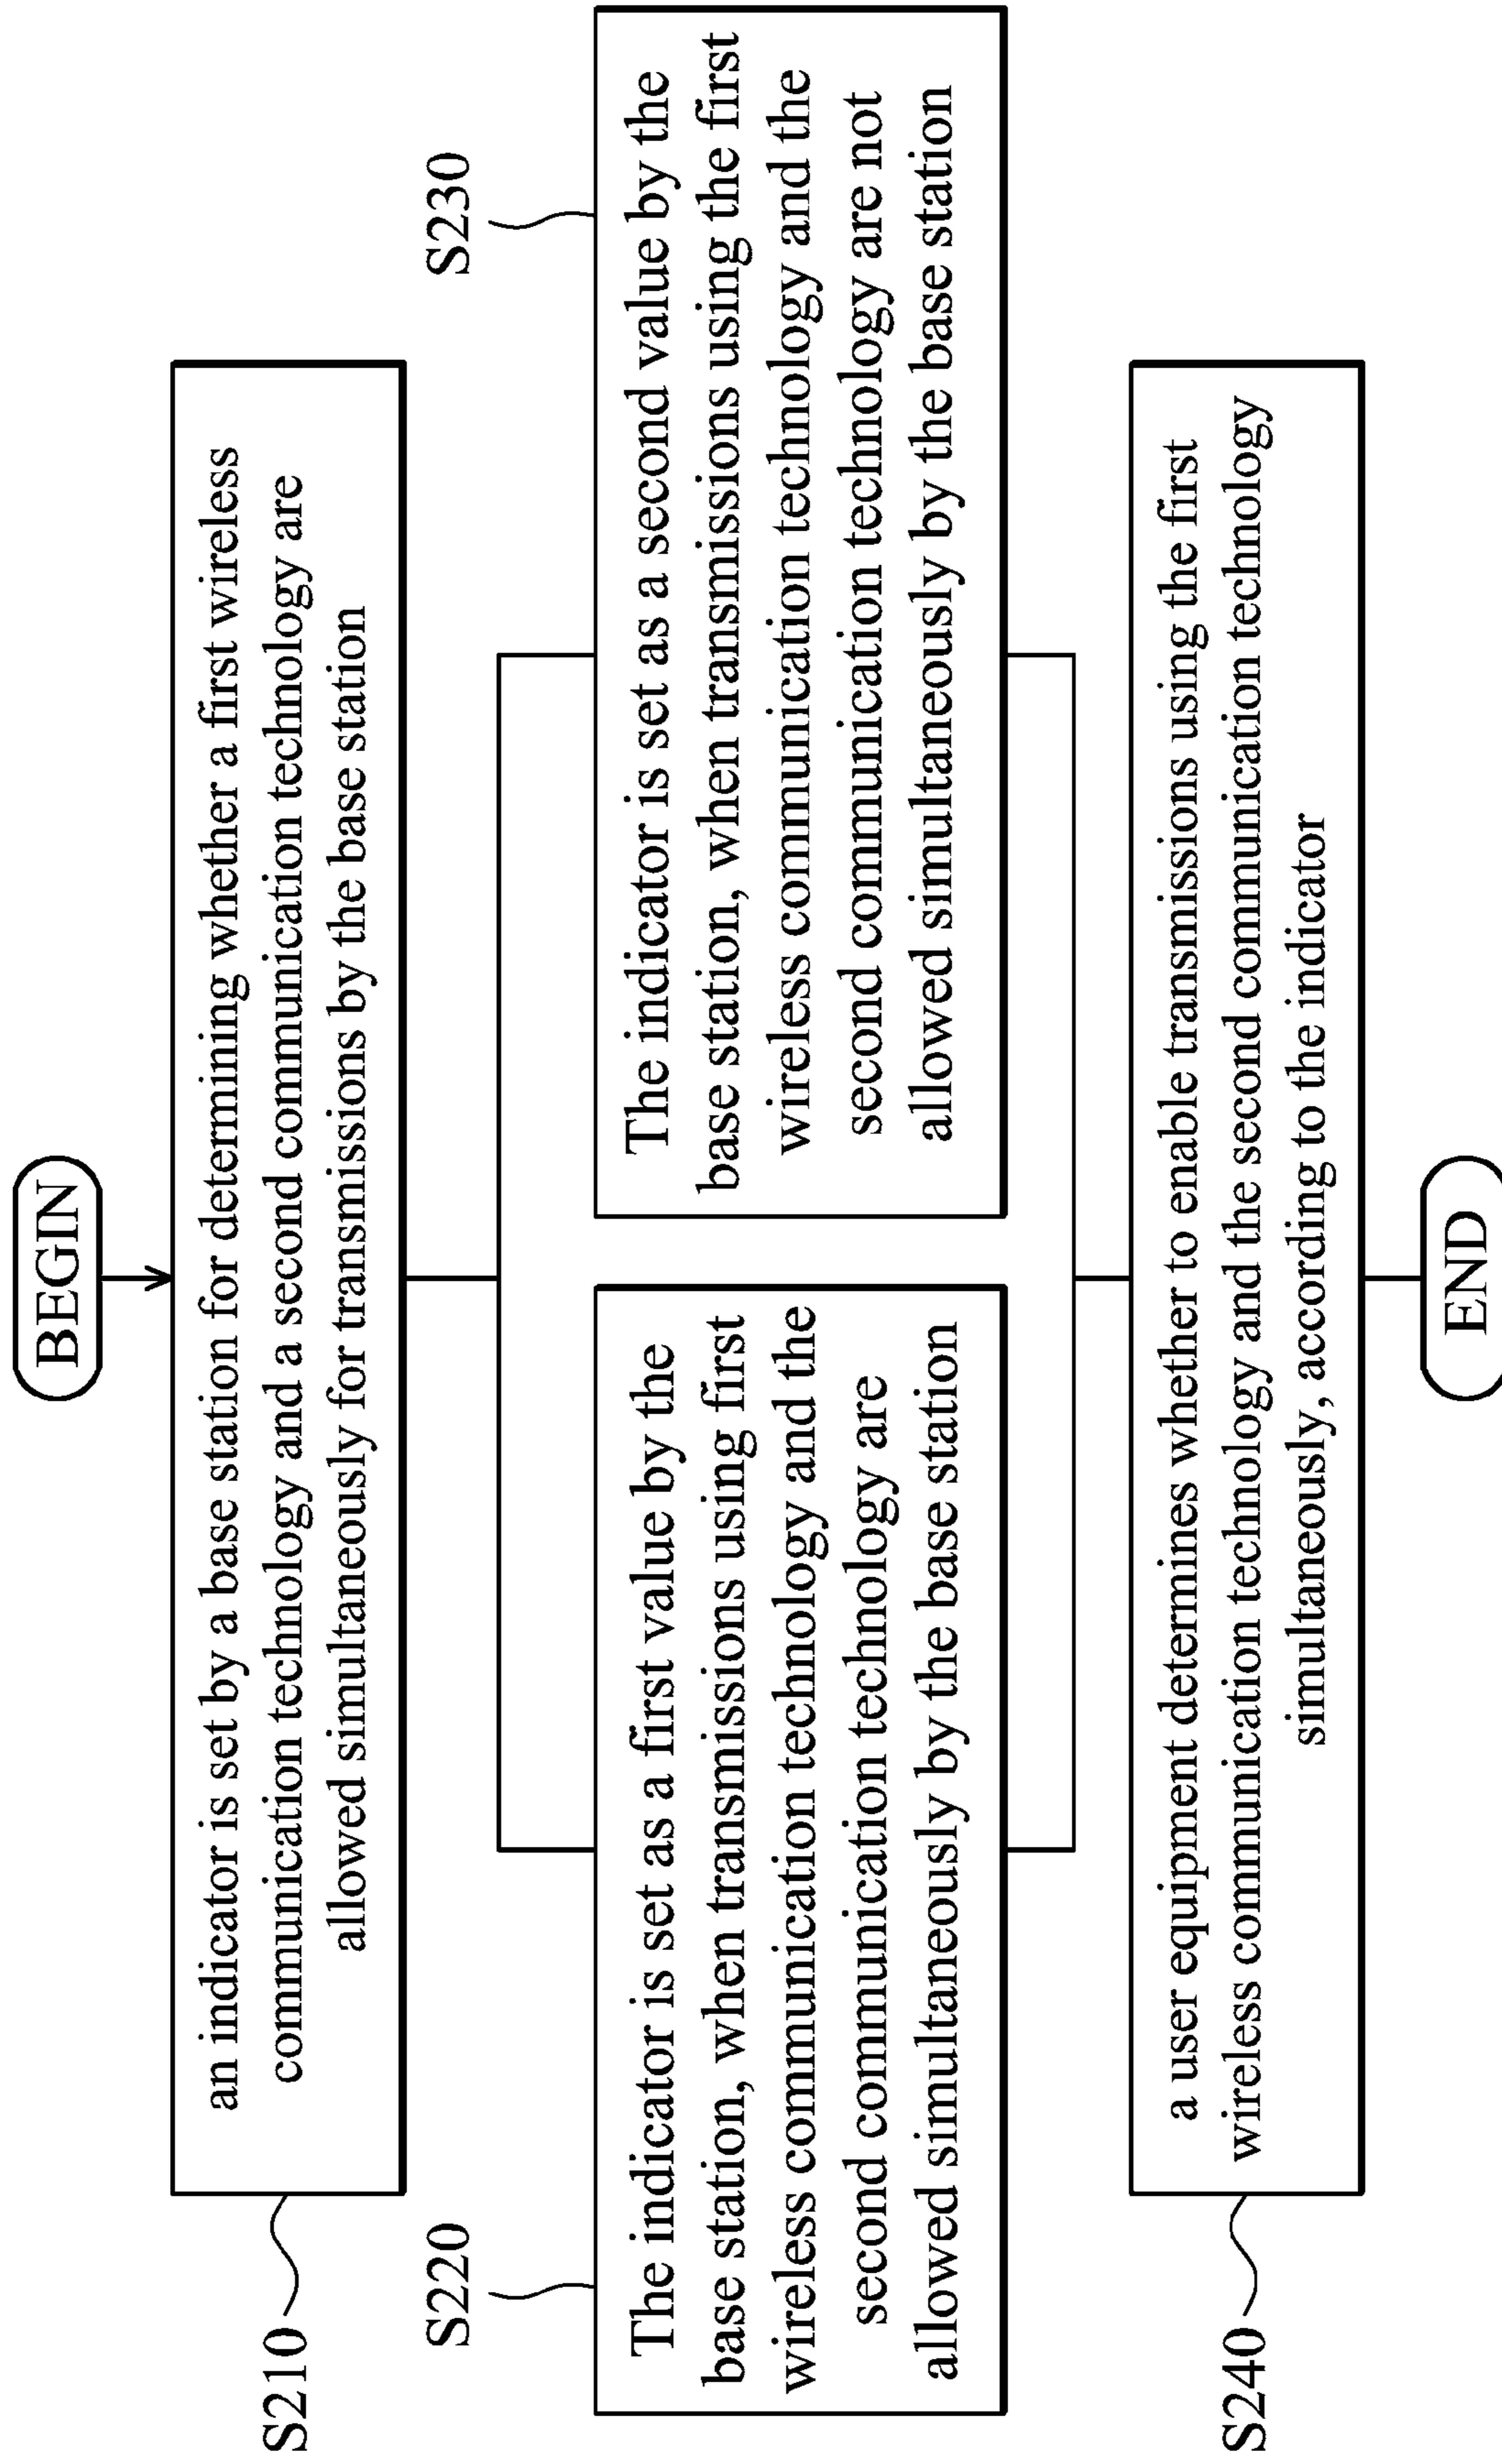 BEGIN
S210
an indicator is set by a base station for determining whether a first wireless
communication technology and a second communication technology are
allowed simultaneously for transmissions by the base station
S220
The indicator is set as a first value by the
base station, when transmissions using first
wireless communication technology and the
second communication technology are
allowed simultaneously by the base station
S230
The indicator is set as a second value by the
base station, when transmissions using the first
wireless communication technology and the
second communication technology are not
allowed simultaneously by the base station
S240
a user equipment determines whether to enable transmissions using the first
wireless communication technology and the second communication technology
simultaneously, according to the indicator
END